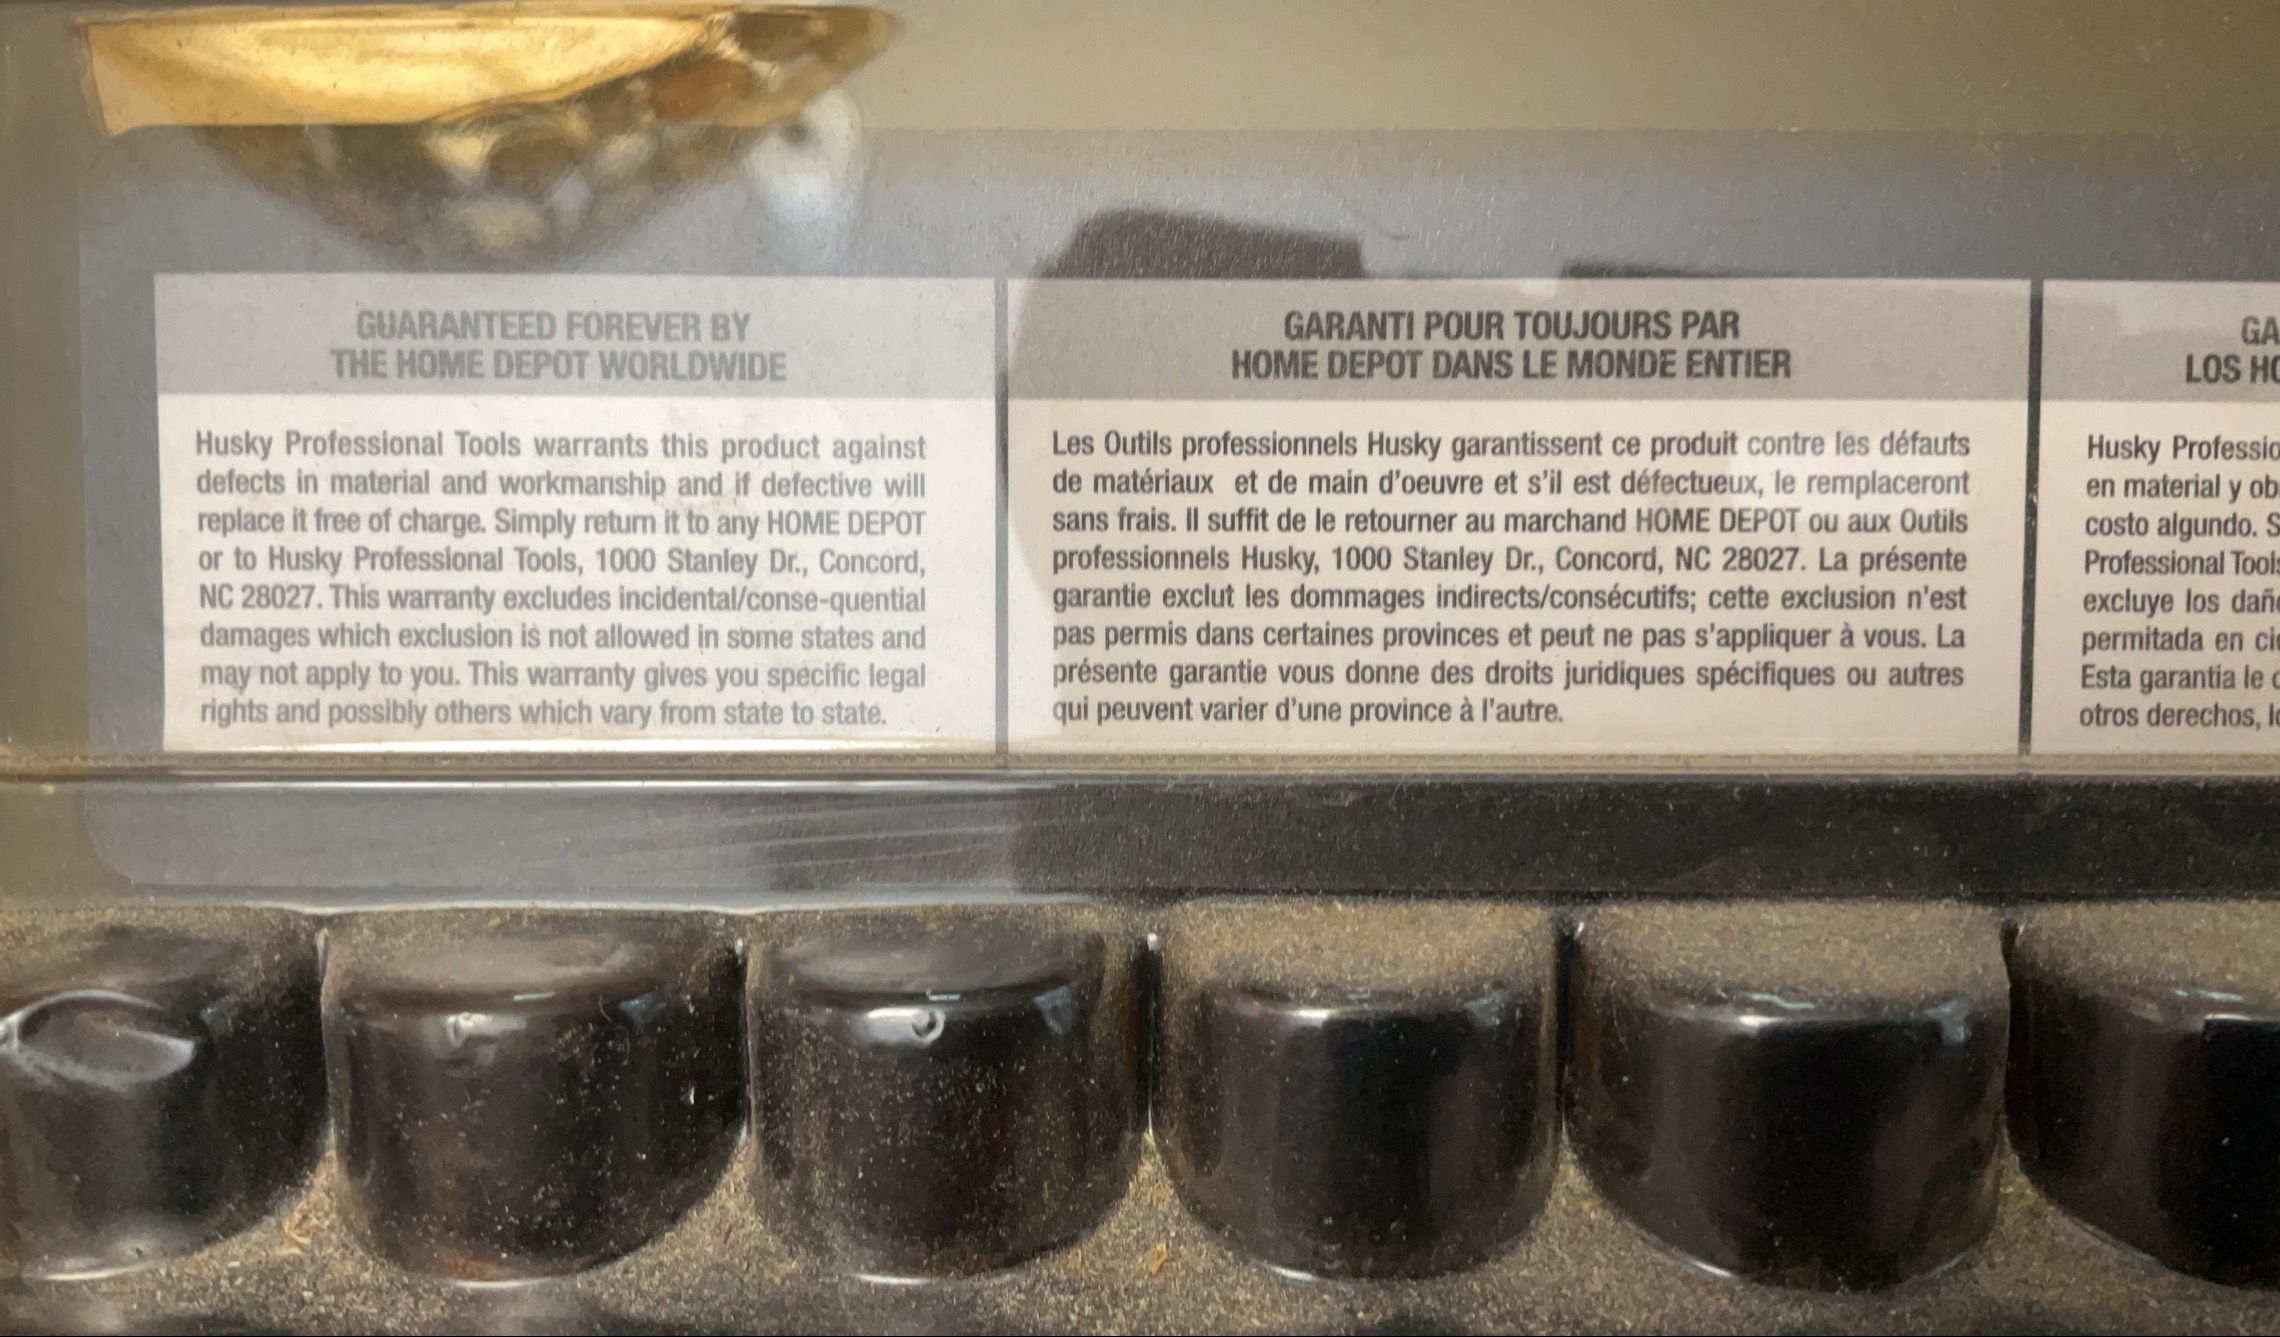 GUARANTEED FOREVER BY
THE HOME DEPOT WORLDWIDE
Husky Professional Tools warrants this product against
defects in material and workmanship and if defective will
replace it free of charge. Simply return it to any HOME DEPOT
or to Husky Professional Tools, 1000 Stanley Dr., Concord,
NC 28027. This warranty excludes incidental/conse-quential
damages which exclusion is not allowed in some states and
may not apply to you. This warranty gives you specific legal
rights and possibly others which vary from state to state.
GARANTI POUR TOUJOURS PAR
HOME DEPOT DANS LE MONDE ENTIER
Les Outils professionnels Husky garantissent ce produit contre les défauts
de matériaux et de main d'oeuvre et s'il est défectueux, le remplaceront
sans frais. Il suffit de le retourner au marchand HOME DEPOT ou aux Outils
professionnels Husky, 1000 Stanley Dr., Concord, NC 28027. La présente
garantie exclut les dommages indirects/consécutifs; cette exclusion n'est
pas permis dans certaines provinces et peut ne pas s'appliquer à vous. La
présente garantie vous donne des droits juridiques spécifiques ou autres
qui peuvent varier d'une province à l'autre.
GA
LOS HO
Husky Professio
en material y ob
costo algundo. S
Professional Tools
excluye los dañ
permitada en ci
Esta garantia le
otros derechos,